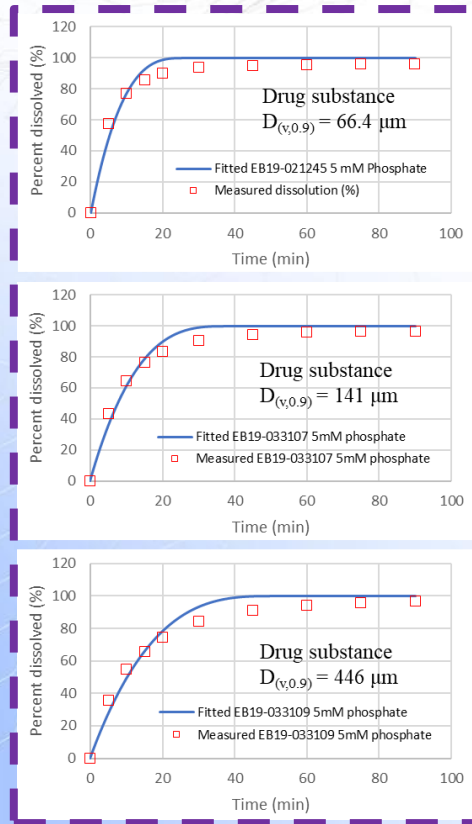 120
100
80
60
40
20
0
Percent dissolved (%)
Drug substance
D(v,0.9) = 66.4 μm
Fitted EB19-021245 5 mM Phosphate
Measured dissolution (%)
0 20 40 60 80 100
Time (min)
120
100
80
60
40
20
0
Percent dissolved (%)
Drug substance
D(v,0.9) = 141 μm
Fitted EB19-033107 5mM phosphate
Measured EB19-033107 5mM phosphate
0 20 40 60 80 100
Time (min)
120
100
80
60
40
20
0
Percent dissolved (%)
Drug substance
D(v,0.9) = 446 μm
Fitted EB19-033109 5mM phosphate
Measured EB19-033109 5mM phosphate
0 20 40 60 80 100
Time (min)